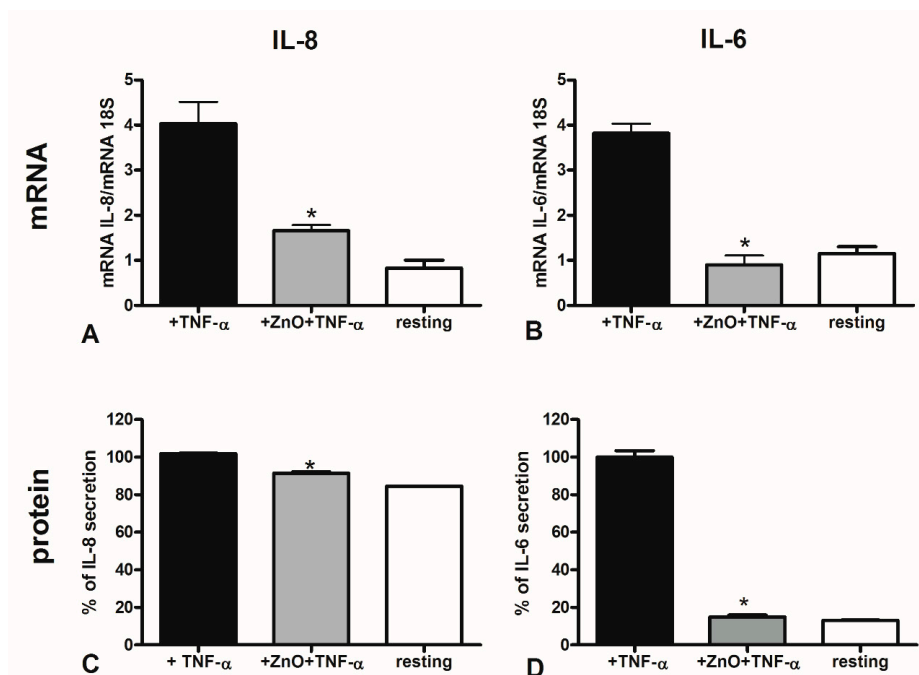 IL-8
IL-6
mRNA
mRNA IL-8/mRNA 18S
5
4
3
2
1
0
+TNF-α
+ZnO+TNF-α
resting
*
A
mRNA IL-6/mRNA 18S
5
4
3
2
1
0
+TNF-α
+ZnO+TNF-α
resting
*
B
protein
% of IL-8 secretion
120
100
80
60
40
20
0
+ TNF-α
+ZnO+TNF-α
resting
*
C
% of IL-6 secretion
120
100
80
60
40
20
0
+TNF-α
+ZnO+TNF-α
resting
*
D